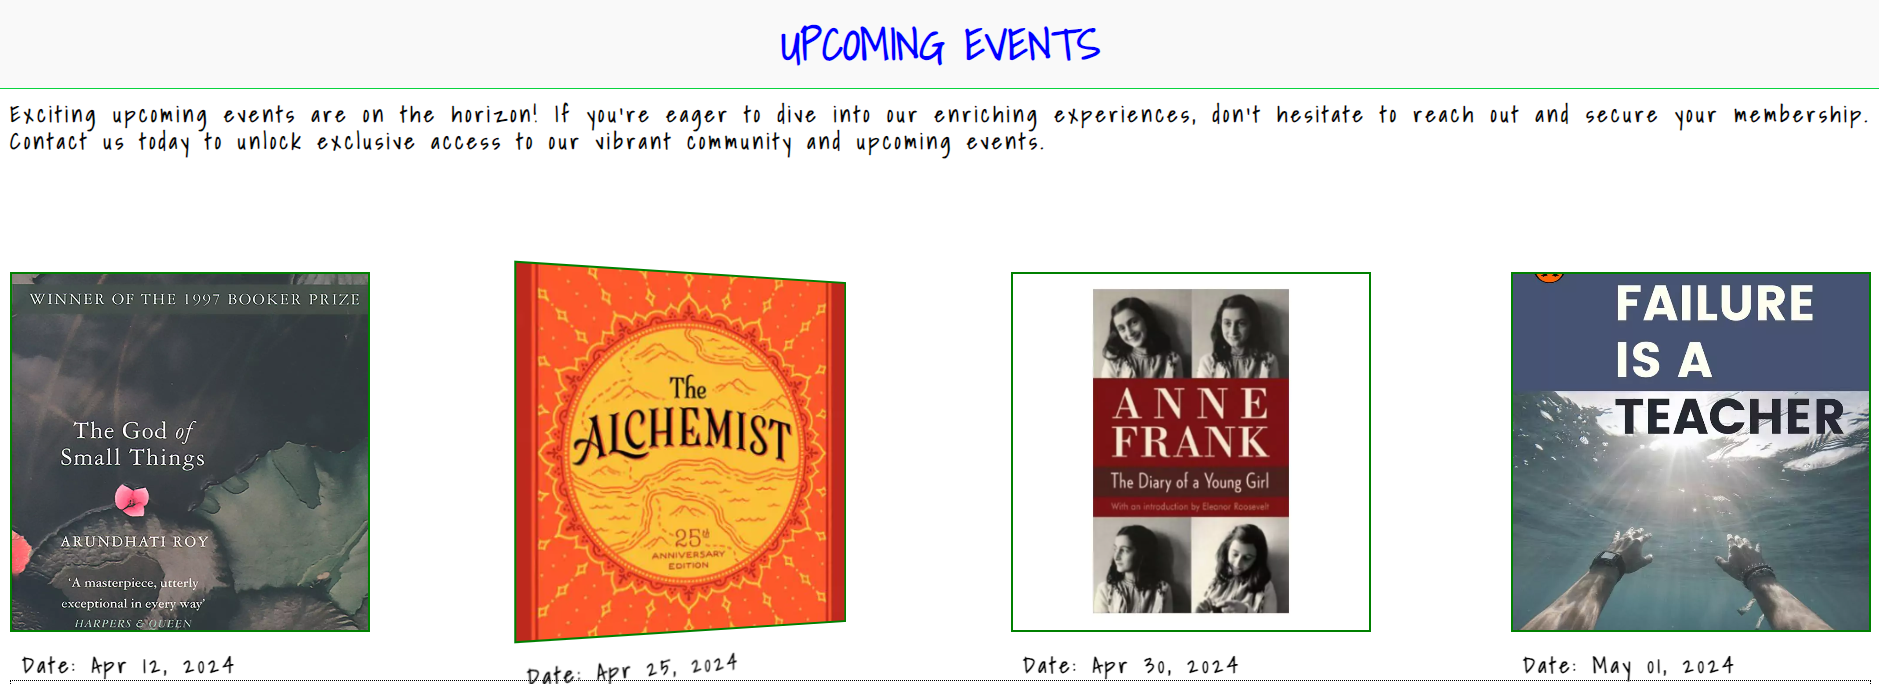 UPCOMING EVENTS
Exciting upcoming events are on the horizon! If you're eager to dive into our enriching experiences, don't hesitate to reach out and secure your membership.
Contact us today to unlock exclusive access to our vibrant community and upcoming events.
WINNER OF THE 1997 BOOKER PRIZE
The God of
Small Things
ARUNDHATI ROY
'A masterpiece, utterly
exceptional in every way'
HARPERS & QUEEN
Date: Apr 12, 2024
The
ALCHEMIST
25th
ANNIVERSARY
EDITION
Date: Apr 25, 2024
ANNE
FRANK
The Diary of a Young Girl
With an introduction by Eleanor Roosevelt
Date: Apr 30, 2024
FAILURE
IS A
TEACHER
Date: May 01, 2024